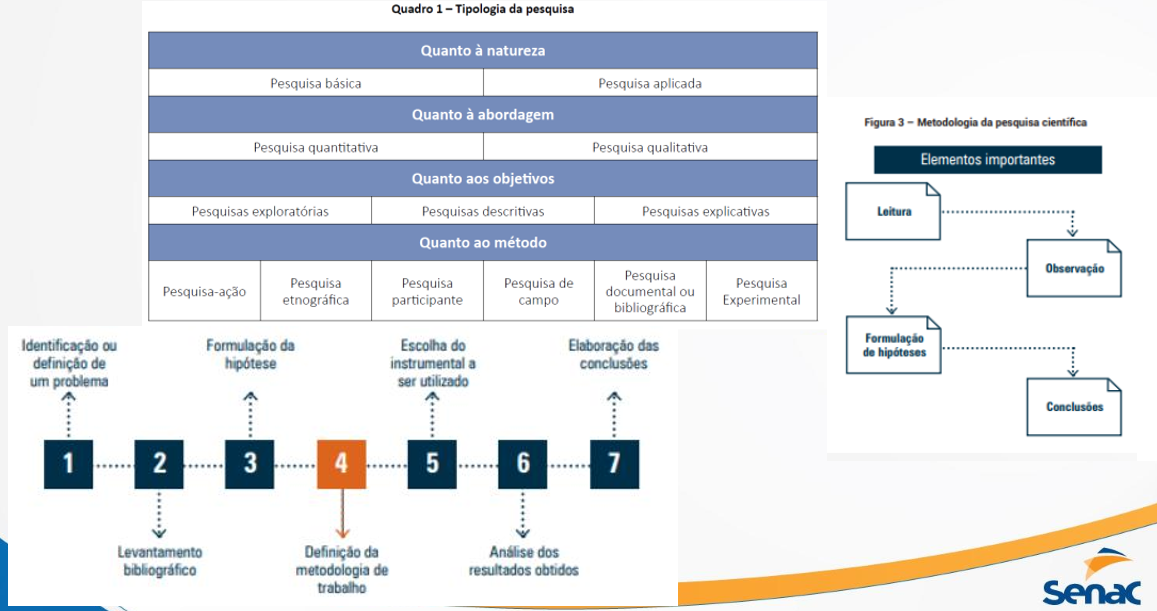 Quadro 1 – Tipologia da pesquisa
Quanto à natureza
Pesquisa básica
Pesquisa aplicada
Quanto à abordagem
Pesquisa quantitativa
Pesquisa qualitativa
Quanto aos objetivos
Pesquisas exploratórias
Pesquisas descritivas
Pesquisas explicativas
Quanto ao método
Pesquisa-ação
Pesquisa
etnográfica
Pesquisa
participante
Pesquisa de
campo
Pesquisa
documental ou
bibliográfica
Pesquisa
Experimental
Figura 3 – Metodologia da pesquisa científica
Elementos importantes
Leitura
Observação
Formulação
de hipóteses
Conclusões
Identificação ou
definição de
um problema
Formulação da
hipótese
Escolha do
instrumental a
ser utilizado
Elaboração das
conclusões
1
2
3
4
5
6
7
Levantamento
bibliográfico
Definição da
metodologia de
trabalho
Análise dos
resultados obtidos
Senac